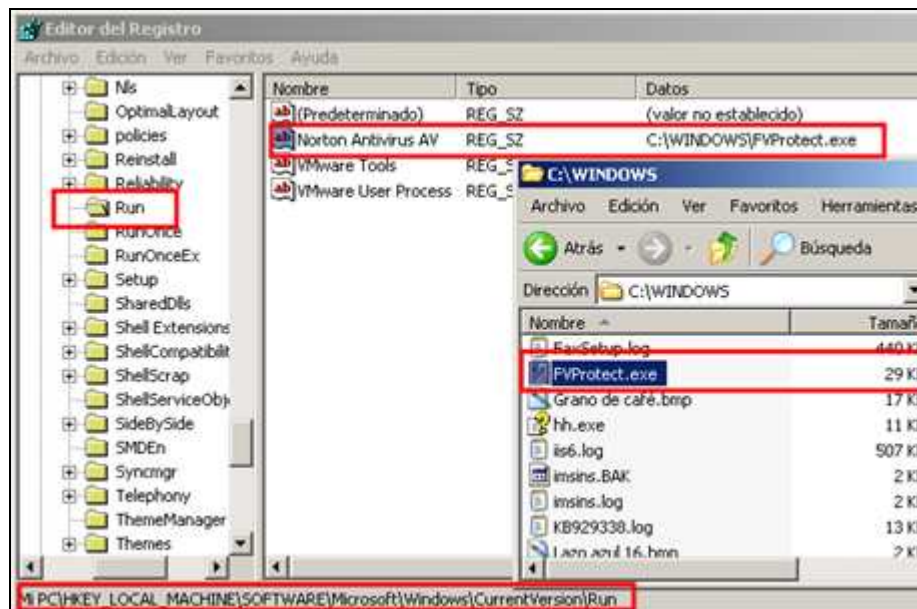 Editor del Registro
Archivo Edición Ver Favoritos Ayuda
Nls
OptimalLayout
policies
Reinstall
Reliability
Run
RunOnce
RunOnceEx
Setup
SharedDlls
Shell Extensions
ShellCompatibilit
ShellScrap
ShellServiceObj
SideBySide
SMDEn
Syncmgr
Telephony
ThemeManager
Themes
Nombre Tipo Datos
(Predeterminado) REG_SZ (valor no establecido)
Norton Antivirus AV REG_SZ C:\WINDOWS\FVProtect.exe
VMware Tools REG_S
VMware User Process REG_S
C:\WINDOWS
Archivo Edición Ver Favoritos Herramientas
Atrás Búsqueda
Dirección C:\WINDOWS
Nombre Tamañ
FaxSetup.log 440 K
FVProtect.exe 29 K
Grano de café.bmp 17 K
hh.exe 11 K
iis6.log 507 K
imsins.BAK 2 K
imsins.log 2 K
KB929338.log 13 K
Lazo azul 16.bmp 2 K
Mi PC\HKEY_LOCAL_MACHINE\SOFTWARE\Microsoft\Windows\CurrentVersion\Run